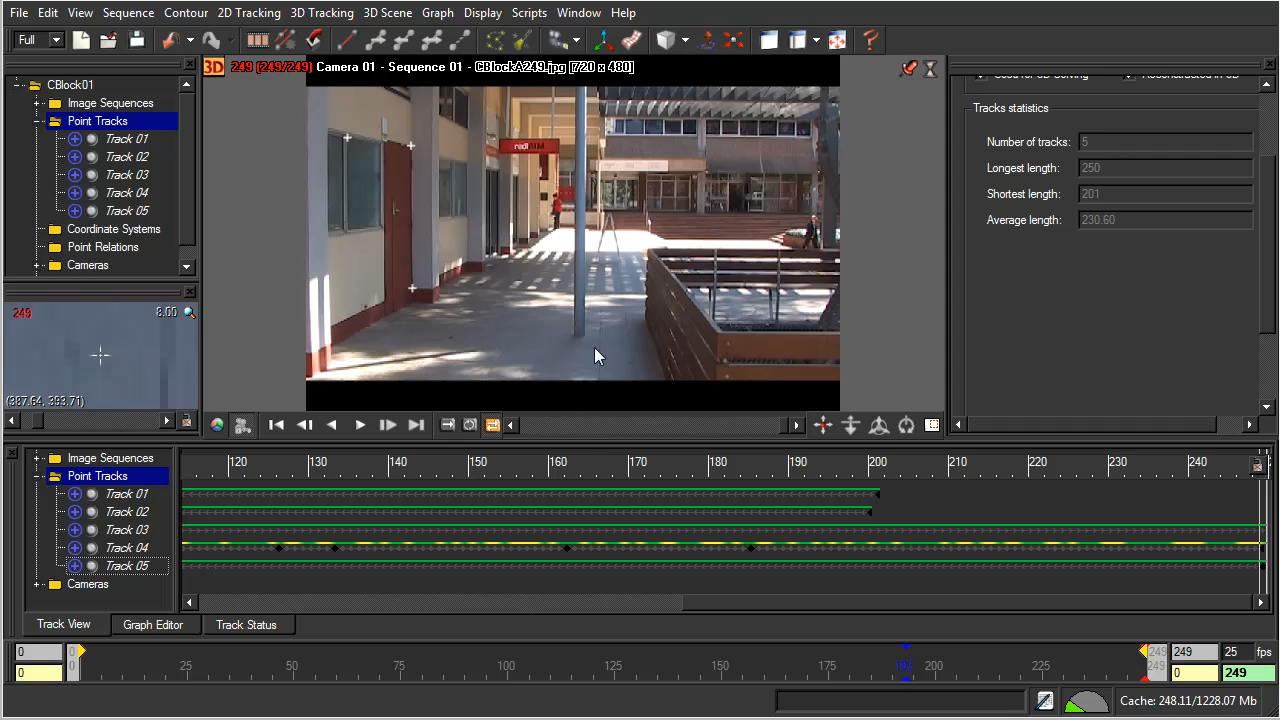 File Edit View Sequence Contour 2D Tracking 3D Tracking 3D Scene Graph Display Scripts Window Help
Full
3D 249 (249/249) Camera 01 - Sequence 01 - CBlockA249.jpg [720 x 480]
CBlock01
Image Sequences
Point Tracks
Track 01
Track 02
Track 03
Track 04
Track 05
Coordinate Systems
Point Relations
Cameras
249 8.00
(387.64, 393.71)
Tracks statistics
Number of tracks: 5
Longest length: 250
Shortest length: 201
Average length: 230.60
Image Sequences
Point Tracks
Track 01
Track 02
Track 03
Track 04
Track 05
Cameras
120 130 140 150 160 170 180 190 200 210 220 230 240
Track View Graph Editor Track Status
0 0 249 249 25 fps
0 0 25 50 75 100 125 150 175 193 200 225 249 0 249
Cache: 248.11/1228.07 Mb